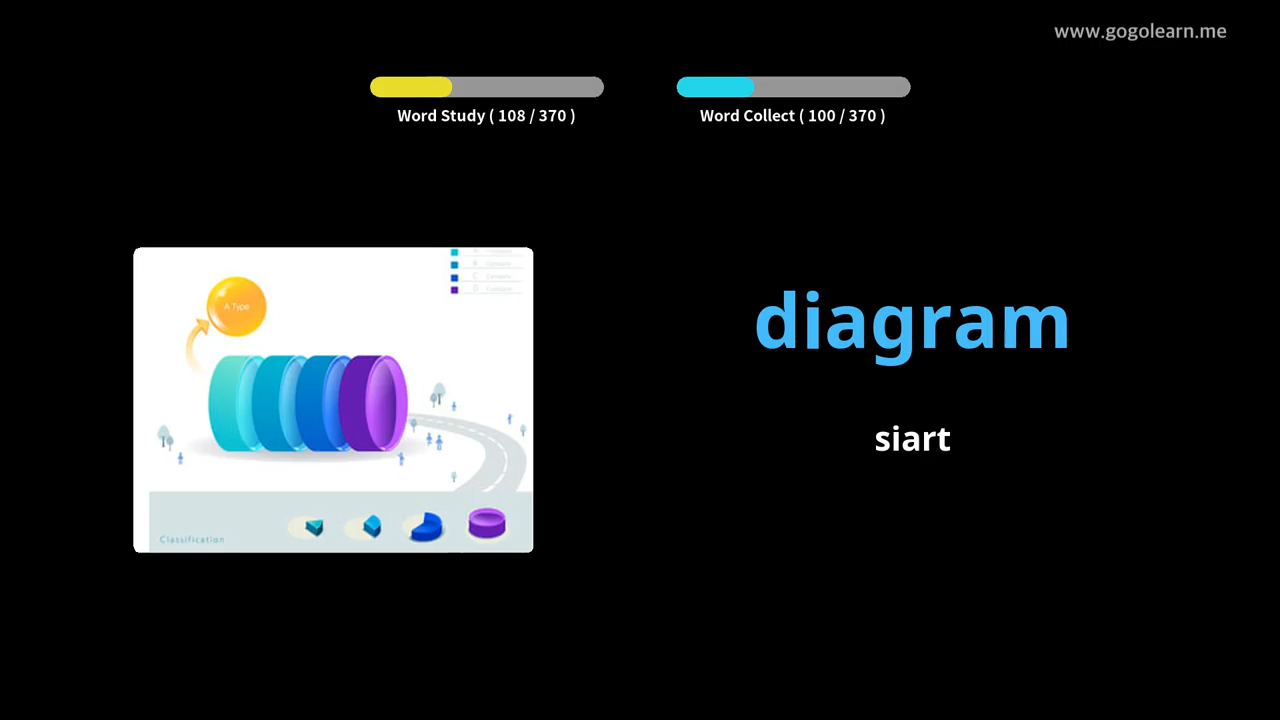 www.gogolearn.me
Word Study ( 108 / 370 )
Word Collect ( 100 / 370 )
A Type
B
C
D
Classification
diagram
siart